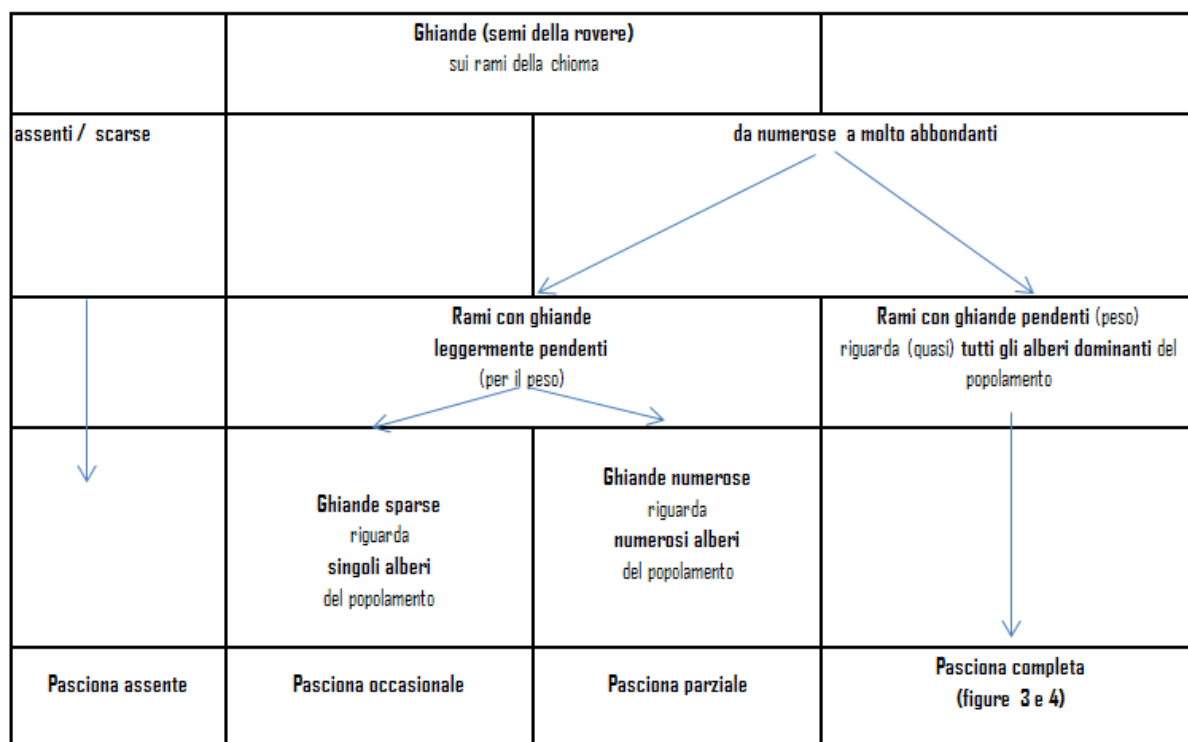 Ghiande (semi della rovere)
sui rami della chioma
assenti / scarse
da numerose a molto abbondanti
Rami con ghiande
leggermente pendenti
(per il peso)
Rami con ghiande pendenti (peso)
riguarda (quasi) tutti gli alberi dominanti del
popolamento
Ghiande sparse
riguarda
singoli alberi
del popolamento
Ghiande numerose
riguarda
numerosi alberi
del popolamento
Pasciona assente
Pasciona occasionale
Pasciona parziale
Pasciona completa
(figure 3 e 4)